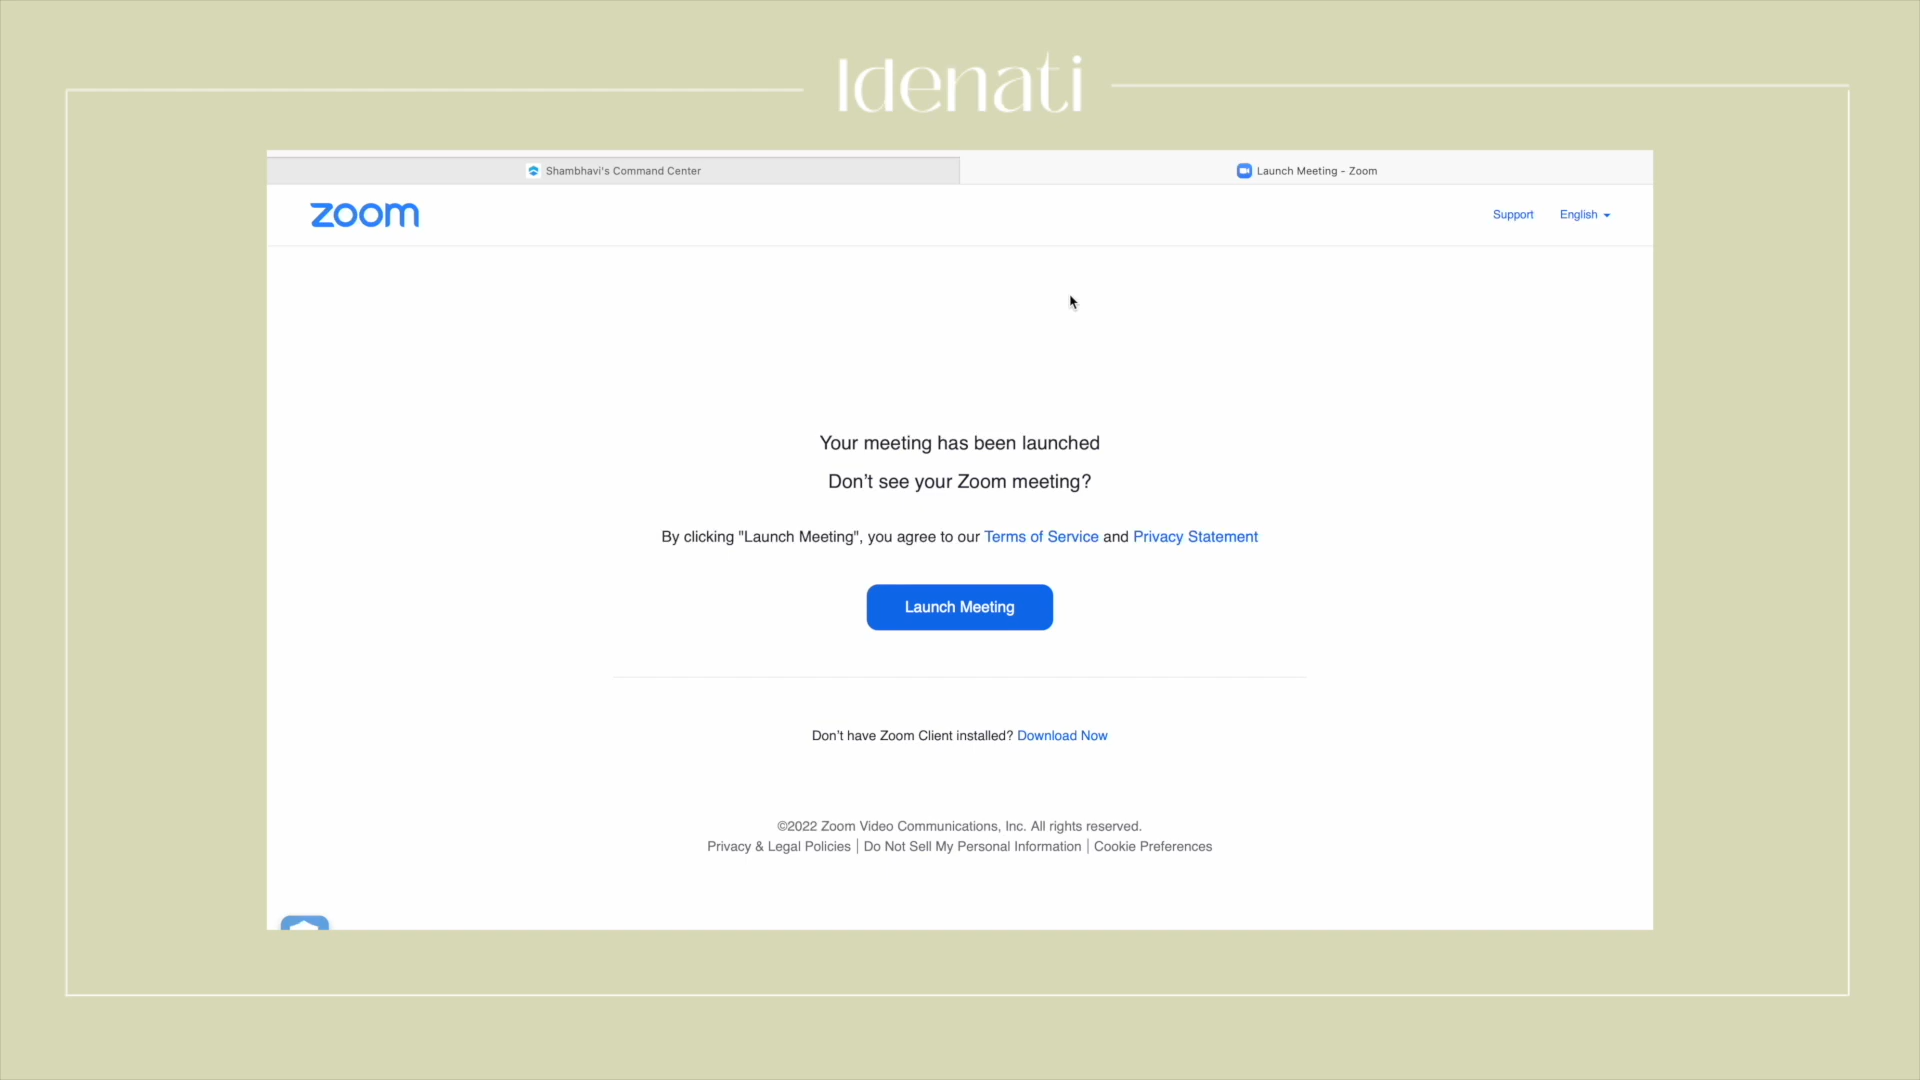 Idenati
Shambhavi's Command Center
Launch Meeting - Zoom
zoom
Support
English
Your meeting has been launched
Don’t see your Zoom meeting?
By clicking "Launch Meeting", you agree to our Terms of Service and Privacy Statement
Launch Meeting
Don’t have Zoom Client installed? Download Now
©2022 Zoom Video Communications, Inc. All rights reserved.
Privacy & Legal Policies | Do Not Sell My Personal Information | Cookie Preferences